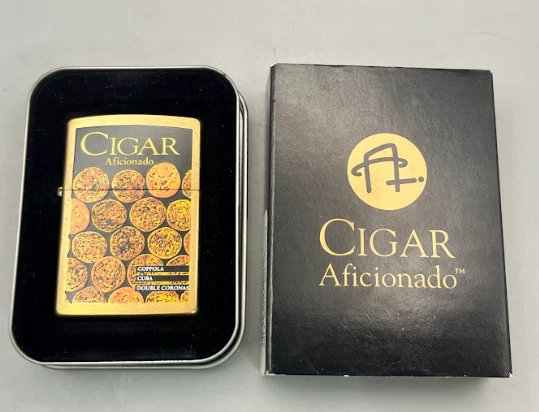 CIGAR
Aficionado
COPPOLA
CUBA
DOUBLE CORONAS
A.
CIGAR
Aficionado™